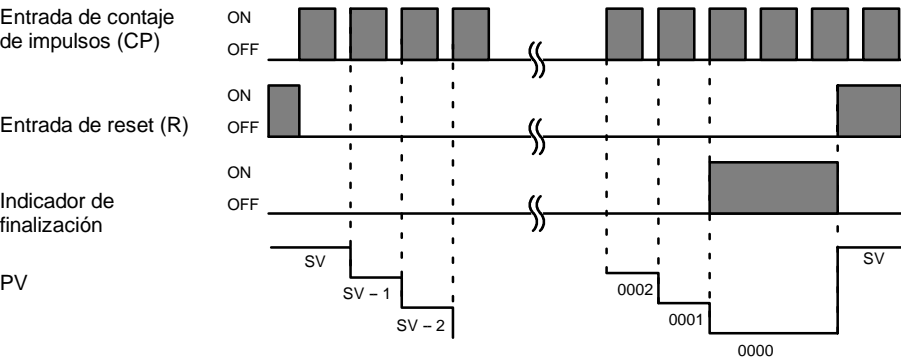 Entrada de contaje
de impulsos (CP)
ON
OFF
Entrada de reset (R)
ON
OFF
Indicador de
finalización
ON
OFF
PV
SV
SV – 1
SV – 2
0002
0001
0000
SV